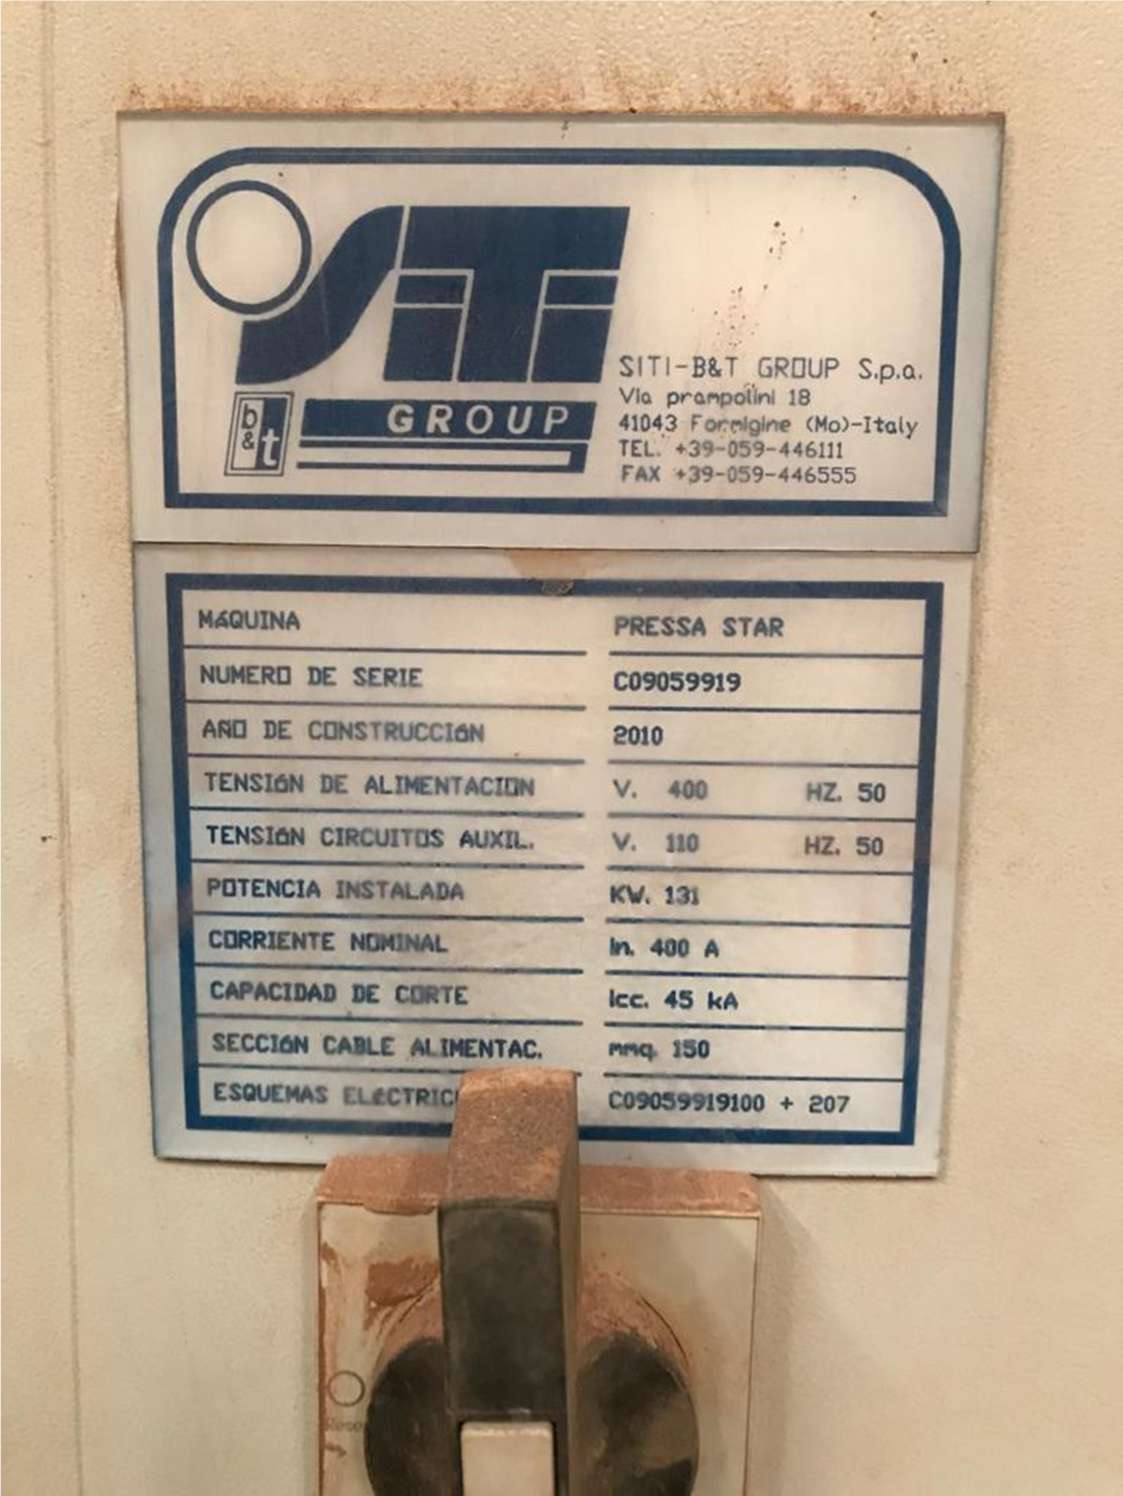 SITI
b&t GROUP
SITI-B&T GROUP S.p.a.
Via prampolini 18
41043 Formigine (Mo)-Italy
TEL. +39-059-446111
FAX +39-059-446555
MáQUINA PRESSA STAR
NUMERO DE SERIE C09059919
AÑO DE CONSTRUCCIóN 2010
TENSIóN DE ALIMENTACION V. 400 HZ. 50
TENSIóN CIRCUITOS AUXIL. V. 110 HZ. 50
POTENCIA INSTALADA KW. 131
CORRIENTE NOMINAL In. 400 A
CAPACIDAD DE CORTE Icc. 45 kA
SECCIóN CABLE ALIMENTAC. mmq. 150
ESQUEMAS ELéCTRIC C09059919100 + 207